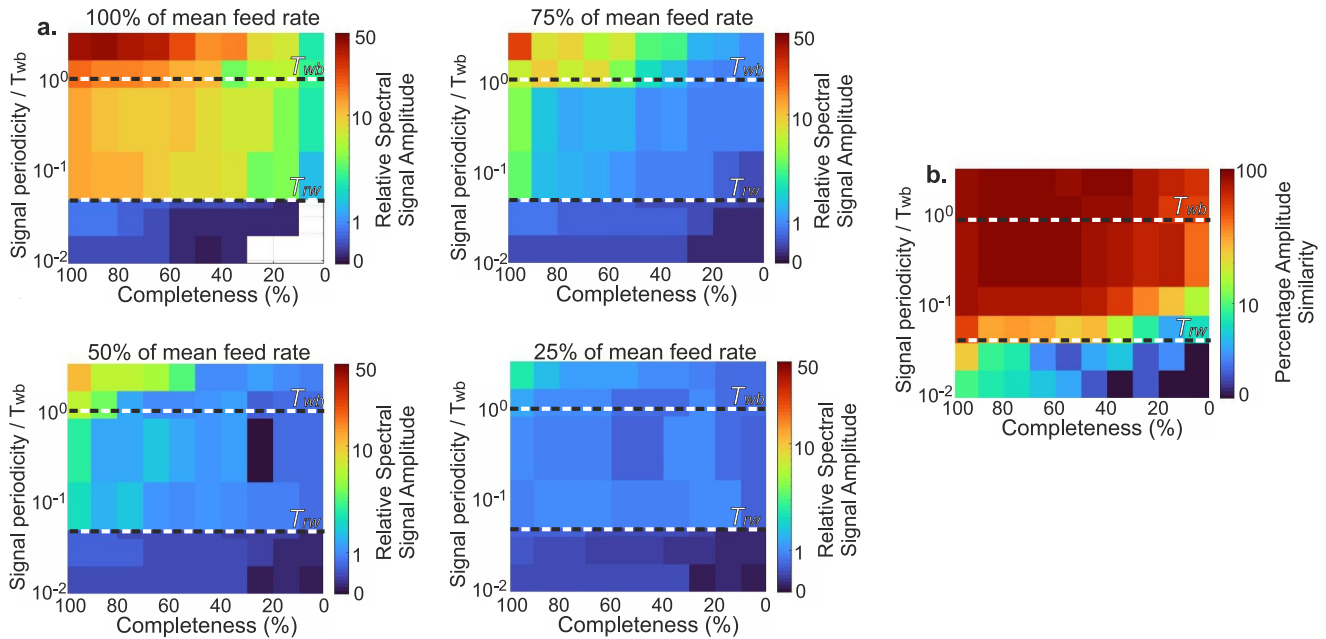 a.
100% of mean feed rate
Signal periodicity / Twb
10^0
10^-1
10^-2
Twb
Trw
100 80 60 40 20 0
Completeness (%)
50
10
1
0
Relative Spectral
Signal Amplitude
75% of mean feed rate
Signal periodicity / Twb
10^0
10^-1
10^-2
Twb
Trw
100 80 60 40 20 0
Completeness (%)
50
10
1
0
Relative Spectral
Signal Amplitude
b.
Signal periodicity / Twb
10^0
10^-1
10^-2
Twb
Trw
100 80 60 40 20 0
Completeness (%)
100
10
0
Percentage Amplitude
Similarity
50% of mean feed rate
Signal periodicity / Twb
10^0
10^-1
10^-2
Twb
Trw
100 80 60 40 20 0
Completeness (%)
50
10
1
0
Relative Spectral
Signal Amplitude
25% of mean feed rate
Signal periodicity / Twb
10^0
10^-1
10^-2
Twb
Trw
100 80 60 40 20 0
Completeness (%)
50
10
1
0
Relative Spectral
Signal Amplitude